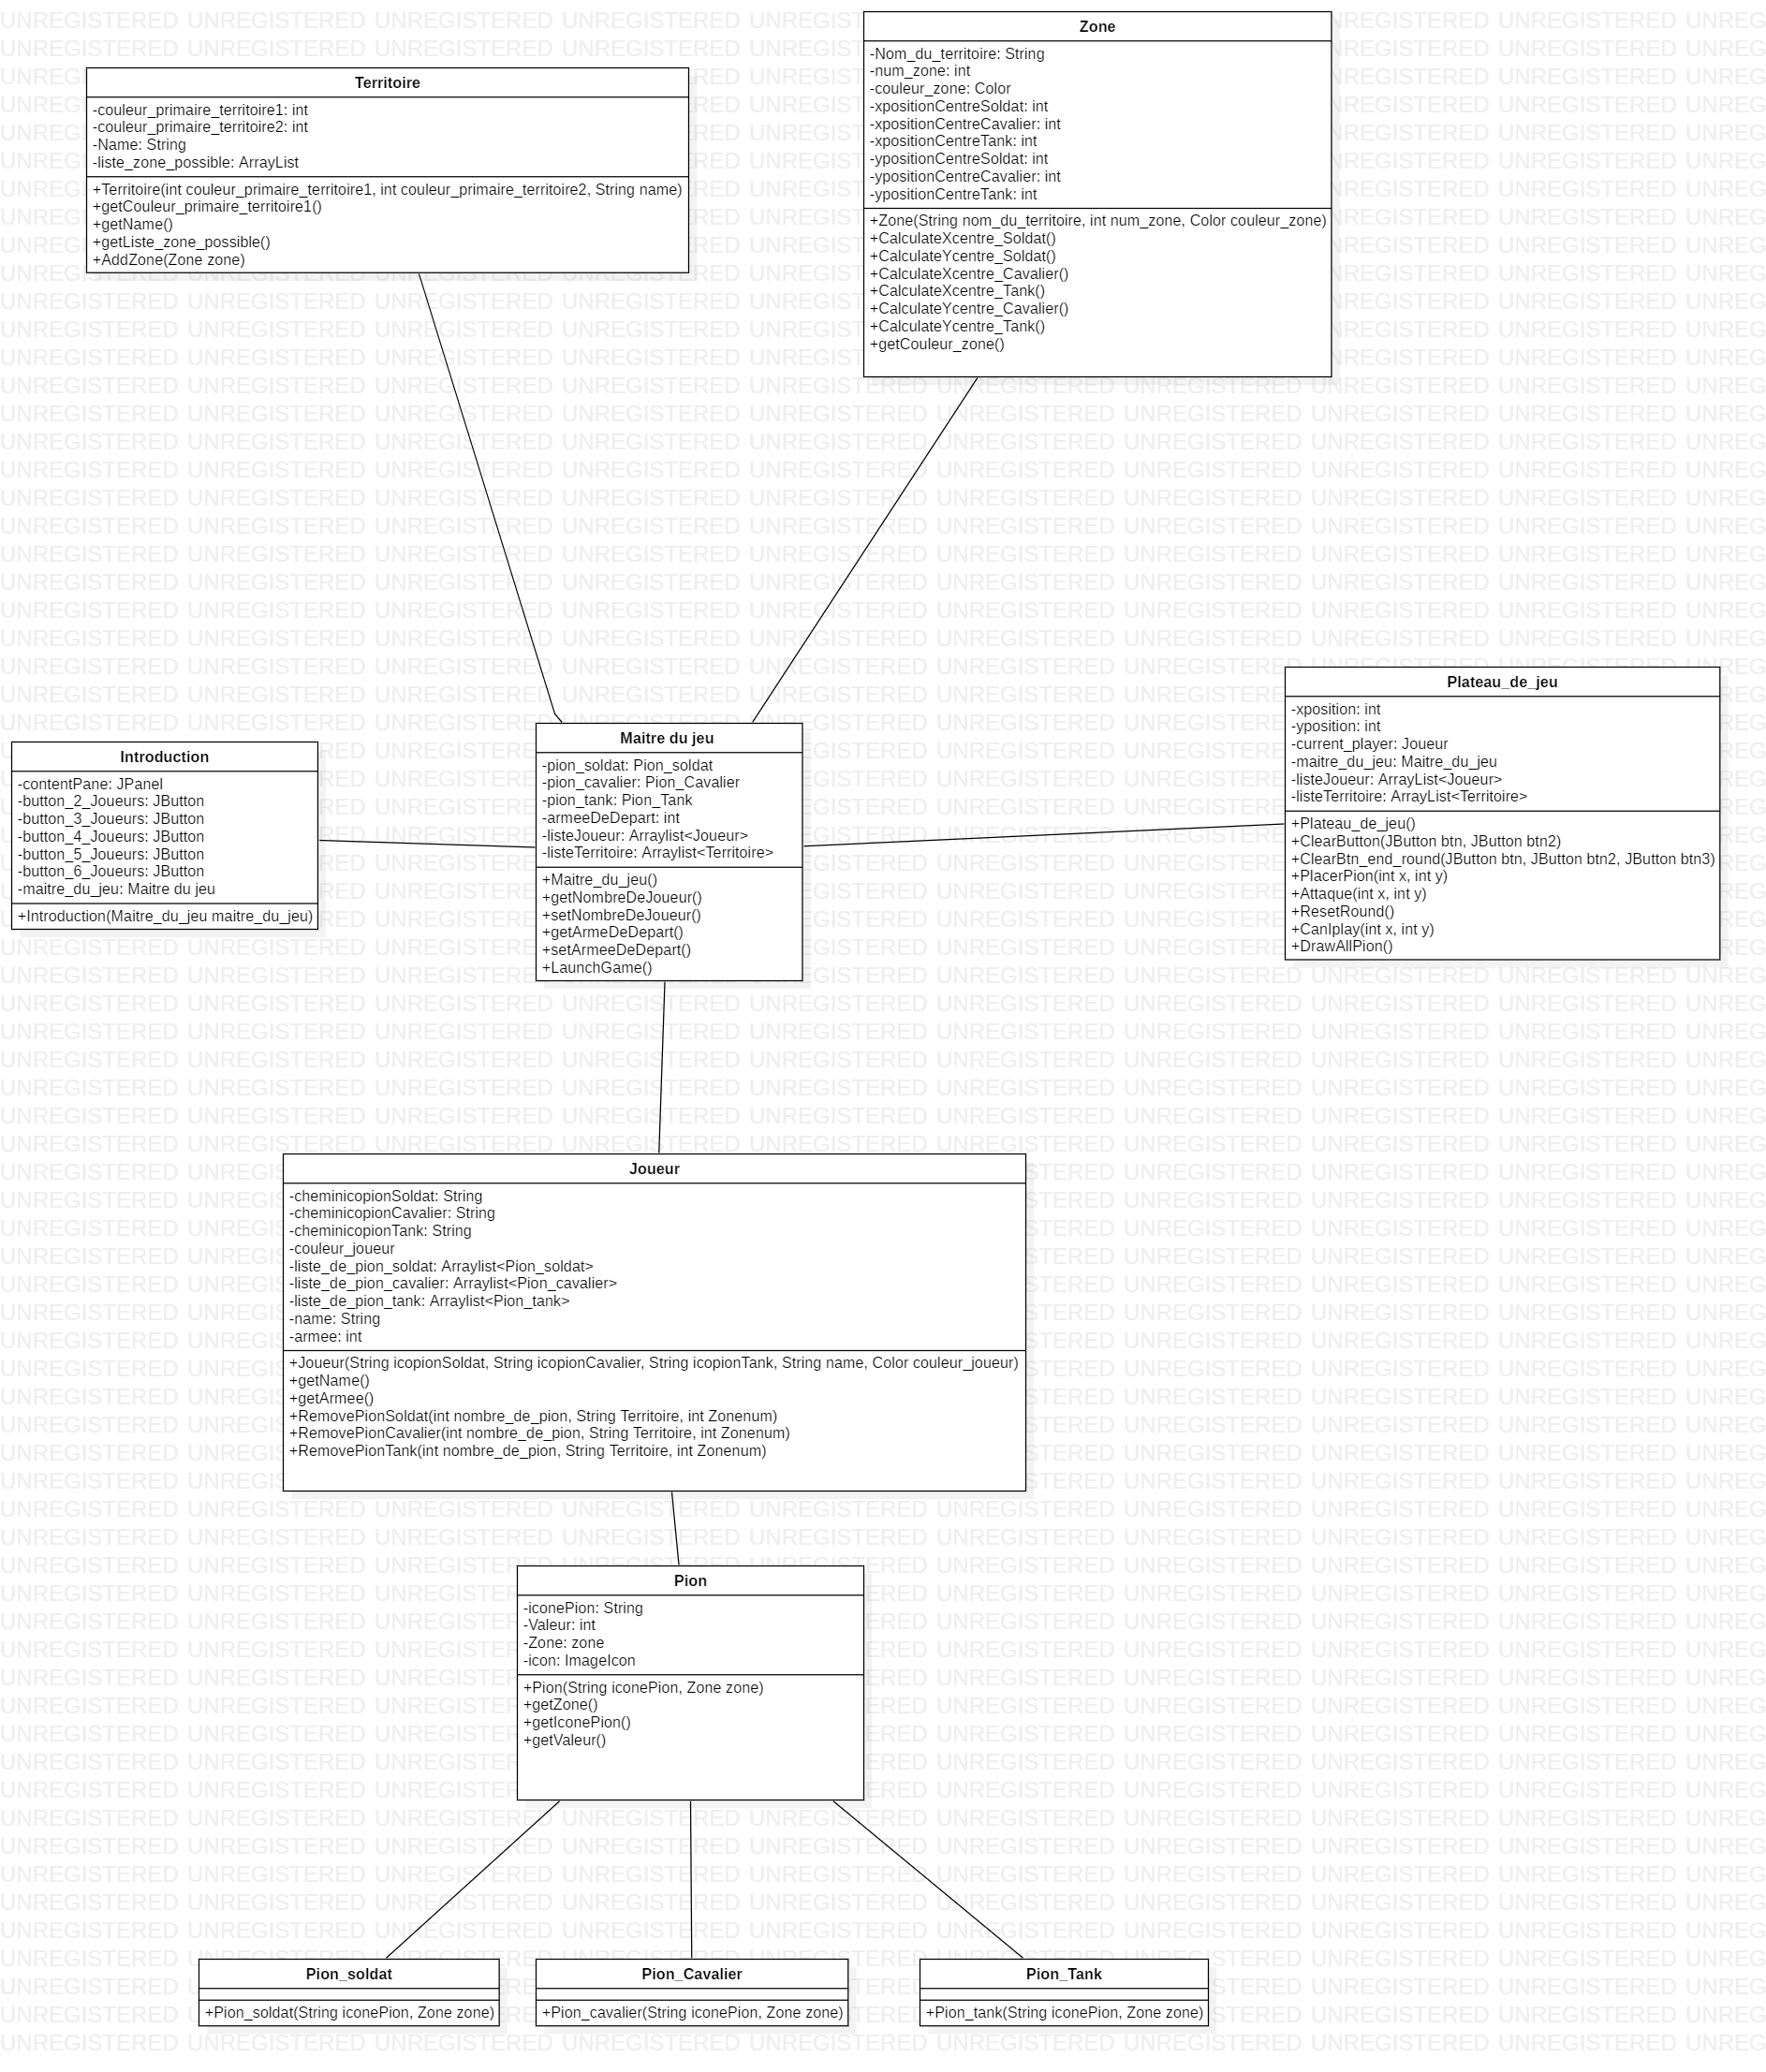 Territoire
-couleur_primaire_territoire1: int
-couleur_primaire_territoire2: int
-Name: String
-liste_zone_possible: ArrayList
+Territoire(int couleur_primaire_territoire1, int couleur_primaire_territoire2, String name)
+getCouleur_primaire_territoire1()
+getName()
+getListe_zone_possible()
+AddZone(Zone zone)
Zone
-Nom_du_territoire: String
-num_zone: int
-couleur_zone: Color
-xpositionCentreSoldat: int
-xpositionCentreCavalier: int
-xpositionCentreTank: int
-ypositionCentreSoldat: int
-ypositionCentreCavalier: int
-ypositionCentreTank: int
+Zone(String nom_du_territoire, int num_zone, Color couleur_zone)
+CalculateXcentre_Soldat()
+CalculateYcentre_Soldat()
+CalculateXcentre_Cavalier()
+CalculateXcentre_Tank()
+CalculateYcentre_Cavalier()
+CalculateYcentre_Tank()
+getCouleur_zone()
Introduction
-contentPane: JPanel
-button_2_Joueurs: JButton
-button_3_Joueurs: JButton
-button_4_Joueurs: JButton
-button_5_Joueurs: JButton
-button_6_Joueurs: JButton
-maitre_du_jeu: Maitre du jeu
+Introduction(Maitre_du_jeu maitre_du_jeu)
Maitre du jeu
-pion_soldat: Pion_soldat
-pion_cavalier: Pion_Cavalier
-pion_tank: Pion_Tank
-armeeDeDepart: int
-listeJoueur: Arraylist<Joueur>
-listeTerritoire: Arraylist<Territoire>
+Maitre_du_jeu()
+getNombreDeJoueur()
+setNombreDeJoueur()
+getArmeDeDepart()
+setArmeeDeDepart()
+LaunchGame()
Plateau_de_jeu
-xposition: int
-yposition: int
-current_player: Joueur
-maitre_du_jeu: Maitre_du_jeu
-listeJoueur: ArrayList<Joueur>
-listeTerritoire: ArrayList<Territoire>
+Plateau_de_jeu()
+ClearButton(JButton btn, JButton btn2)
+ClearBtn_end_round(JButton btn, JButton btn2, JButton btn3)
+PlacerPion(int x, int y)
+Attaque(int x, int y)
+ResetRound()
+CanIplay(int x, int y)
+DrawAllPion()
Joueur
-cheminicopionSoldat: String
-cheminicopionCavalier: String
-cheminicopionTank: String
-couleur_joueur
-liste_de_pion_soldat: Arraylist<Pion_soldat>
-liste_de_pion_cavalier: Arraylist<Pion_cavalier>
-liste_de_pion_tank: Arraylist<Pion_tank>
-name: String
-armee: int
+Joueur(String icopionSoldat, String icopionCavalier, String icopionTank, String name, Color couleur_joueur)
+getName()
+getArmee()
+RemovePionSoldat(int nombre_de_pion, String Territoire, int Zonenum)
+RemovePionCavalier(int nombre_de_pion, String Territoire, int Zonenum)
+RemovePionTank(int nombre_de_pion, String Territoire, int Zonenum)
Pion
-iconePion: String
-Valeur: int
-Zone: zone
-icon: ImageIcon
+Pion(String iconePion, Zone zone)
+getZone()
+getIconePion()
+getValeur()
Pion_soldat
+Pion_soldat(String iconePion, Zone zone)
Pion_Cavalier
+Pion_cavalier(String iconePion, Zone zone)
Pion_Tank
+Pion_tank(String iconePion, Zone zone)